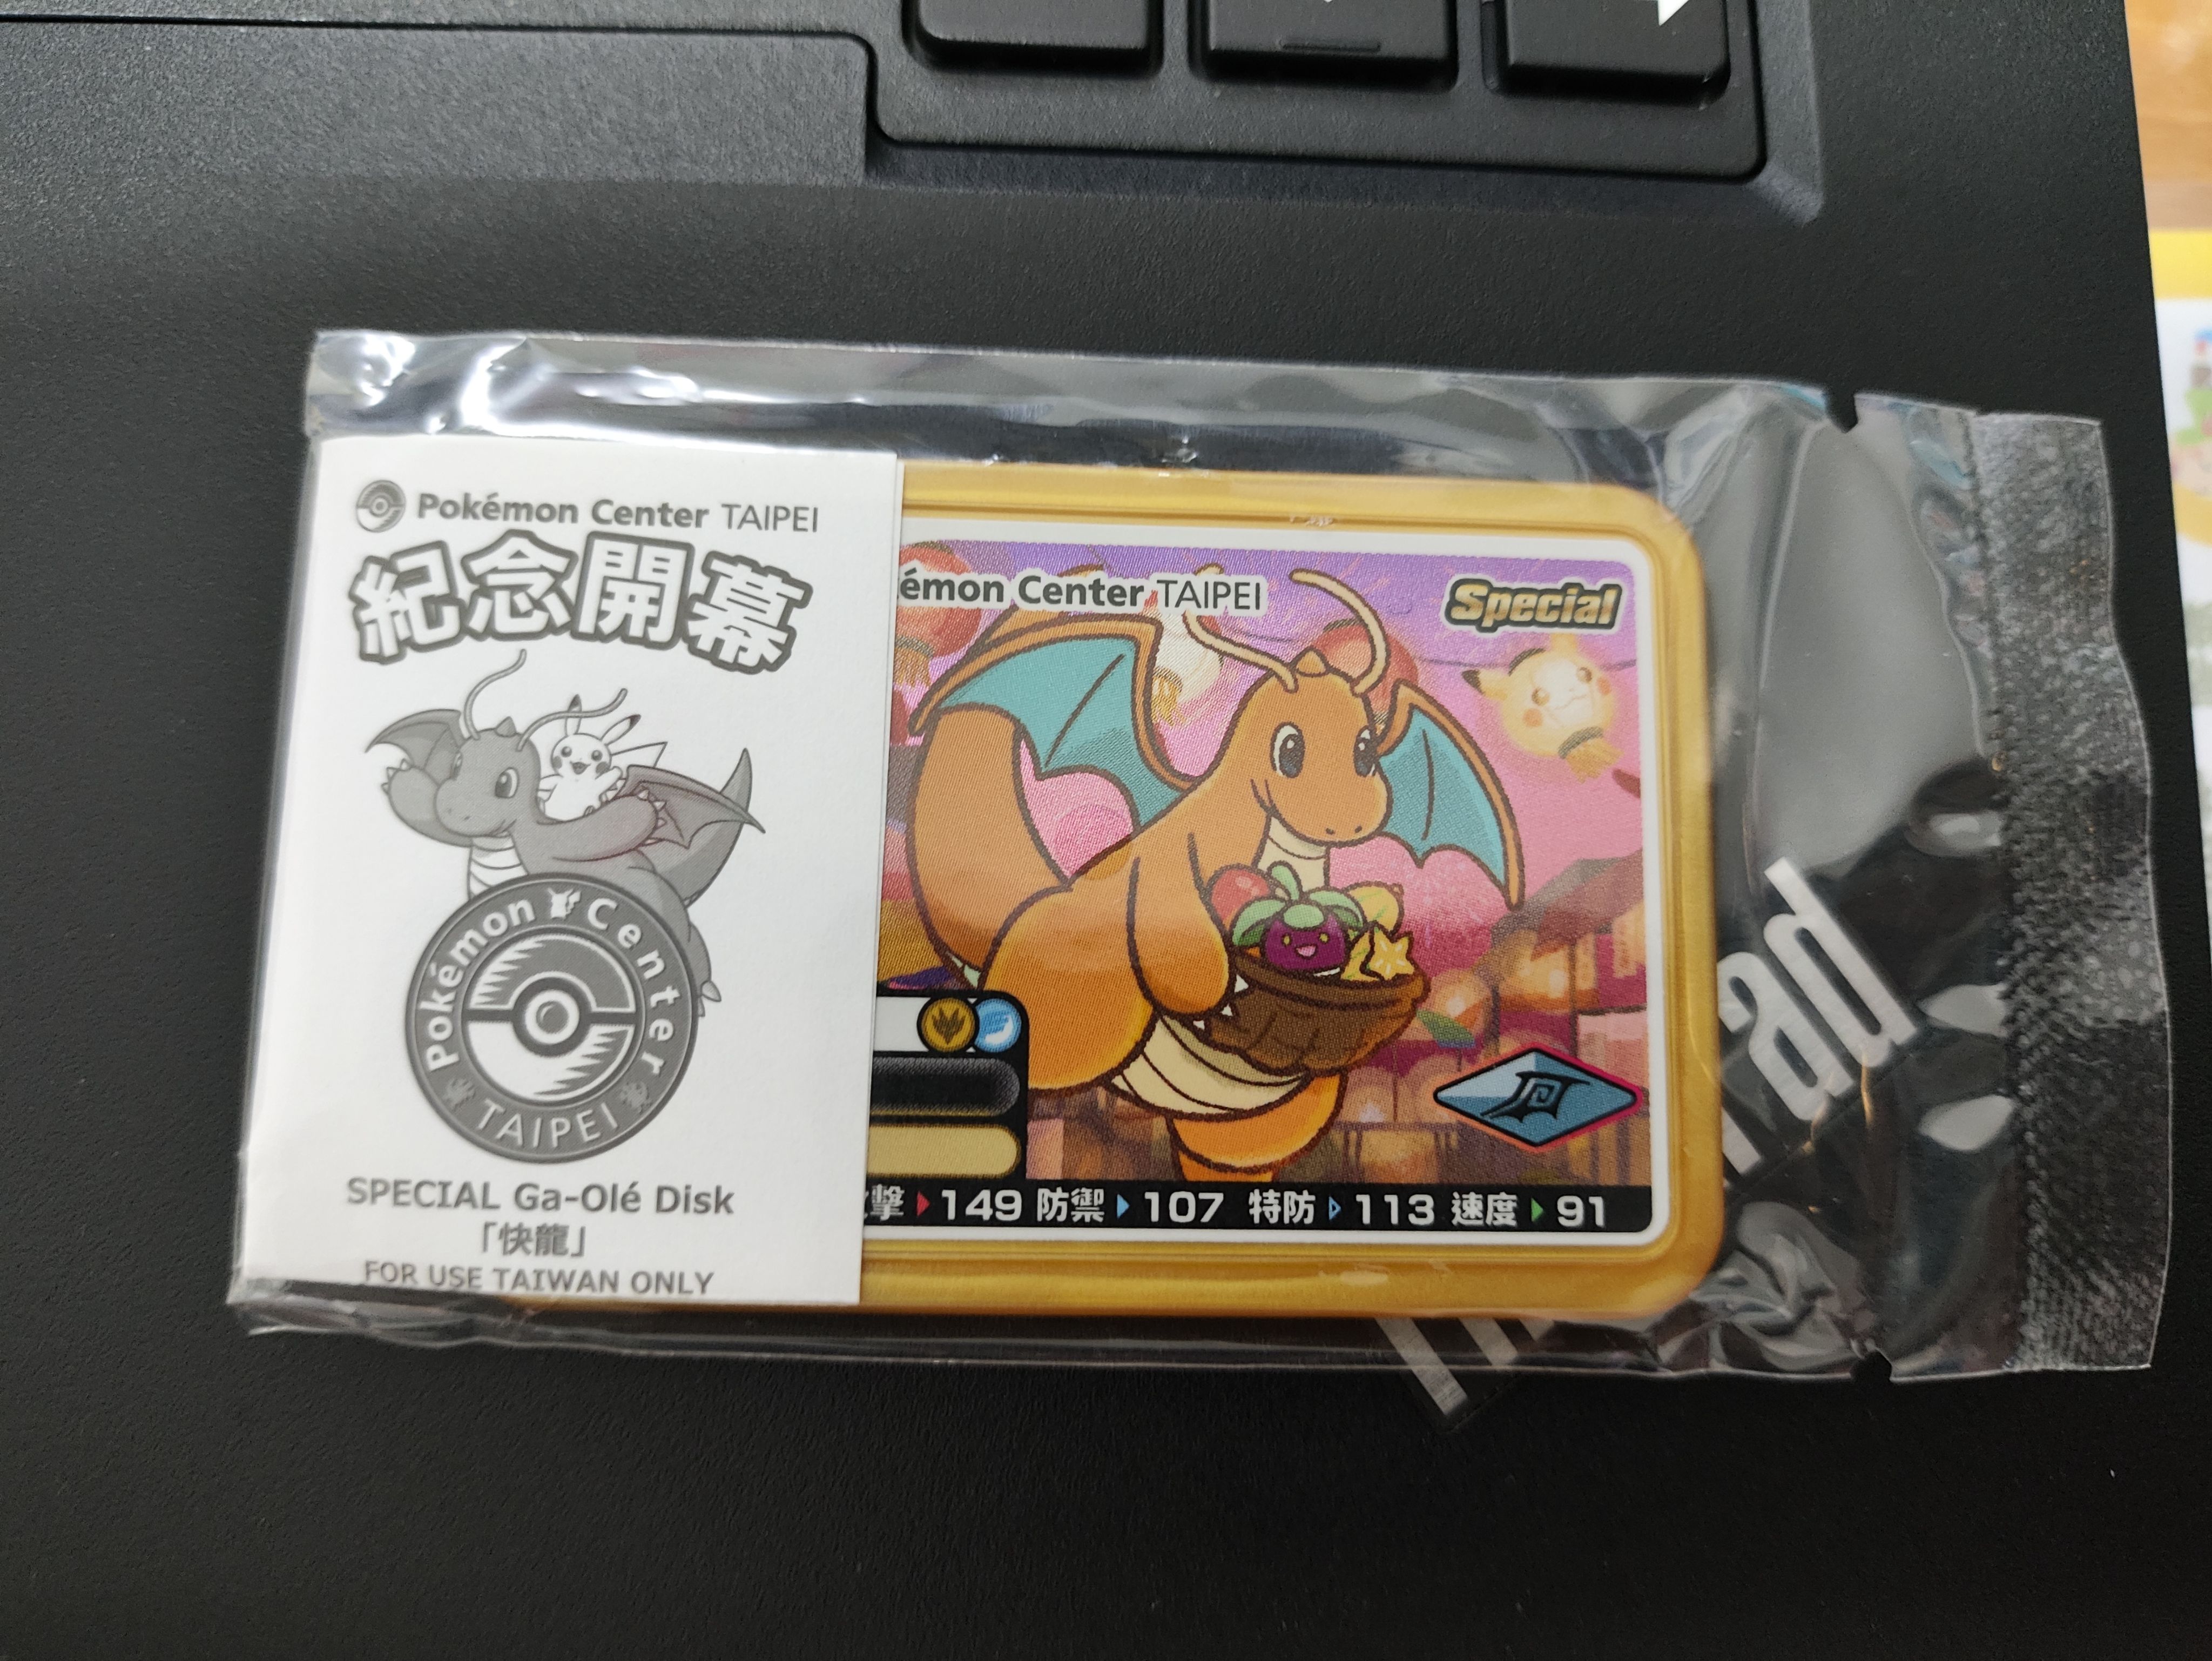 Pokémon Center TAIPEI
紀念開幕
Pokémon Center
TAIPEI
SPECIAL Ga-Olé Disk
「快龍」
FOR USE TAIWAN ONLY
émon Center TAIPEI
Special
擊 149 防禦 107 特防 113 速度 91